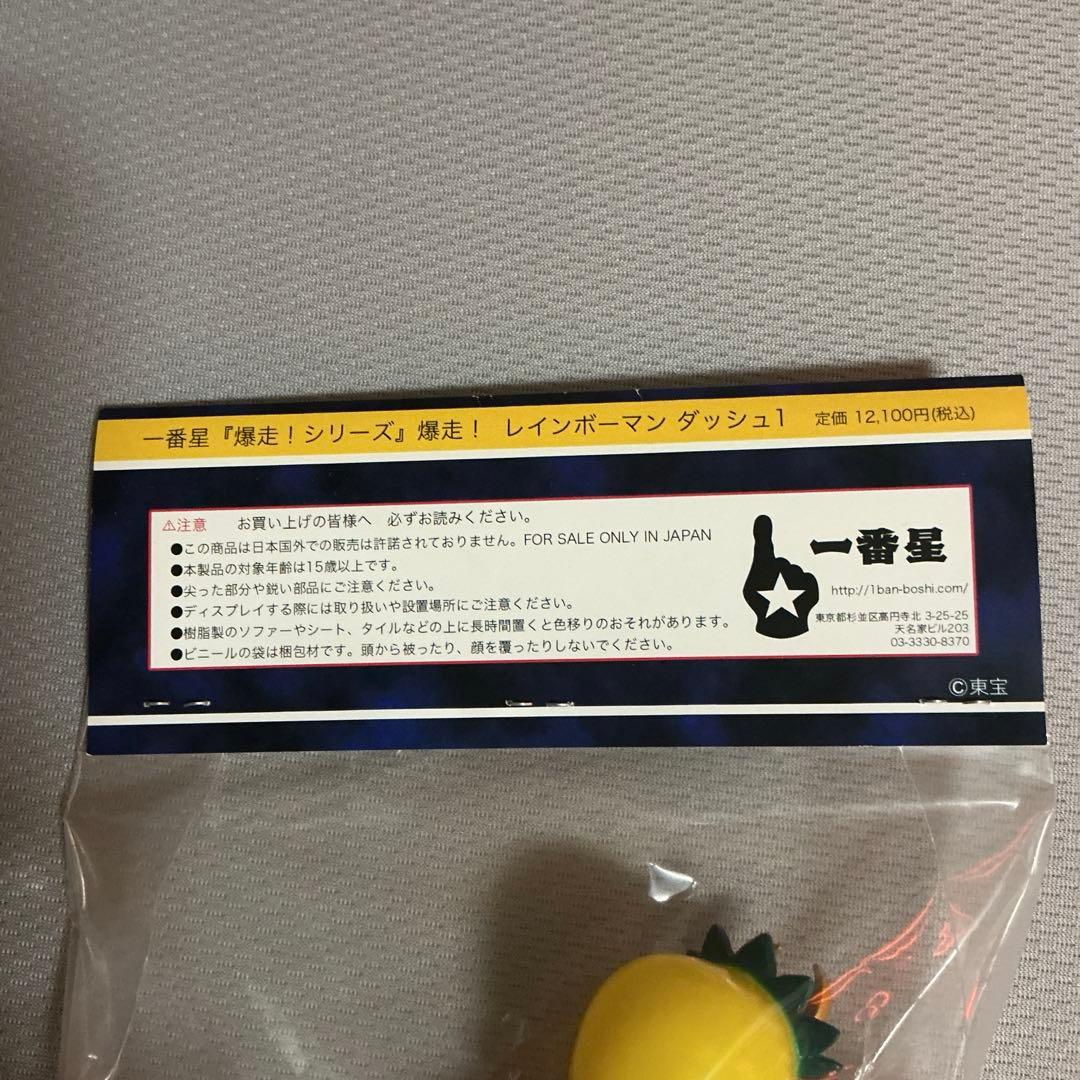 一番星『爆走！シリーズ』爆走！ レインボーマン ダッシュ1 定価 12,100円(税込)
⚠注意 お買い上げの皆様へ 必ずお読みください。
●この商品は日本国外での販売は許諾されておりません。FOR SALE ONLY IN JAPAN
●本製品の対象年齢は15歳以上です。
●尖った部分や鋭い部品にご注意ください。
●ディスプレイする際には取り扱いや設置場所にご注意ください。
●樹脂製のソファーやシート、タイルなどの上に長時間置くと色移りのおそれがあります。
●ビニールの袋は梱包材です。頭から被ったり、顔を覆ったりしないでください。
一番星
http://1ban-boshi.com/
東京都杉並区高円寺北 3-25-25
天名家ビル203
03-3330-8370
©東宝